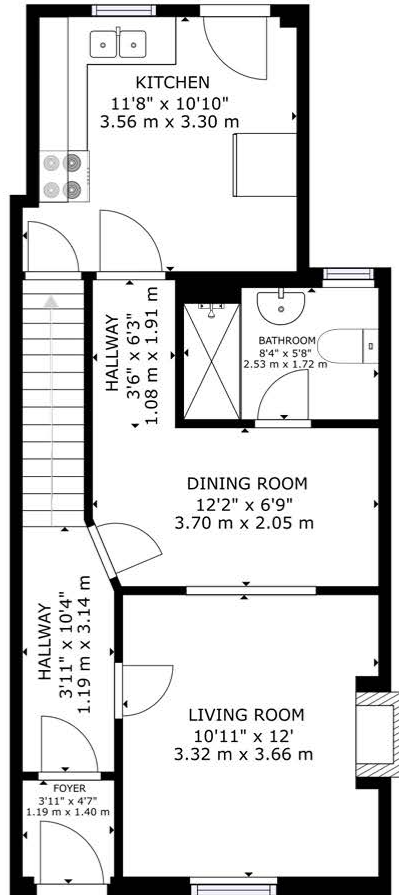 KITCHEN
11'8" x 10'10"
3.56 m x 3.30 m
HALLWAY
3'6" x 6'3"
1.08 m x 1.91 m
BATHROOM
8'4" x 5'8"
2.53 m x 1.72 m
DINING ROOM
12'2" x 6'9"
3.70 m x 2.05 m
HALLWAY
3'11" x 10'4"
1.19 m x 3.14 m
LIVING ROOM
10'11" x 12'
3.32 m x 3.66 m
FOYER
3'11" x 4'7"
1.19 m x 1.40 m